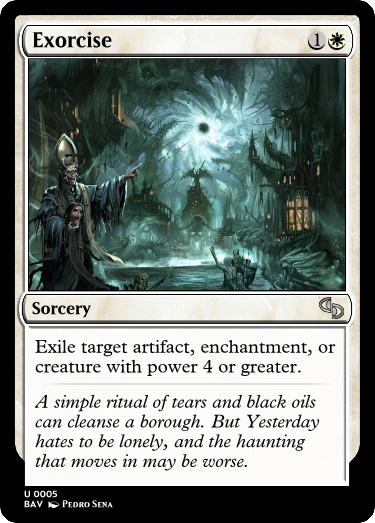 Exorcise 1
Sorcery
Exile target artifact, enchantment, or
creature with power 4 or greater.
A simple ritual of tears and black oils
can cleanse a borough. But Yesterday
hates to be lonely, and the haunting
that moves in may be worse.
U 0005
BAV Pedro Sena